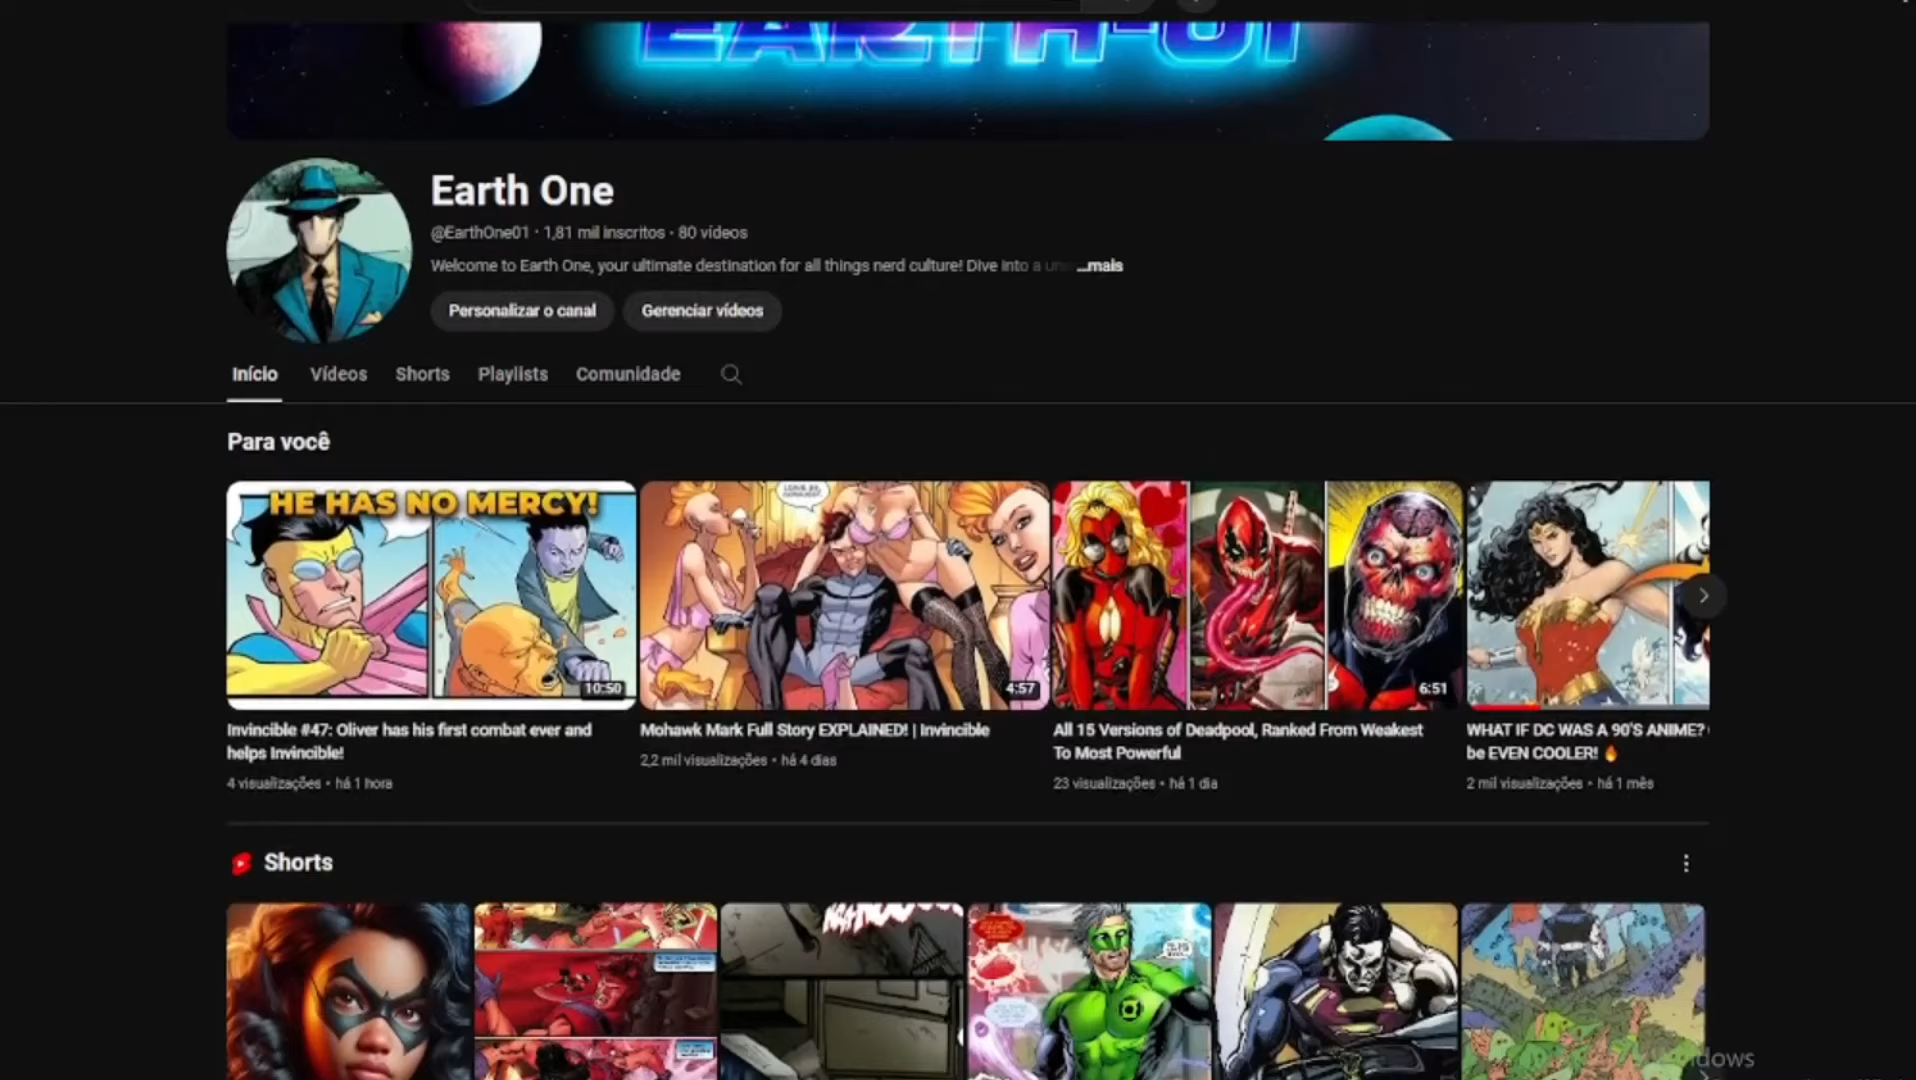 EARTH-01
Earth One
@EarthOne01 · 1,81 mil inscritos · 80 vídeos
Welcome to Earth One, your ultimate destination for all things nerd culture! Dive into a ...mais
Personalizar o canal Gerenciar vídeos
Início Vídeos Shorts Playlists Comunidade
Para você
HE HAS NO MERCY!
10:50 4:57 6:51
Invincible #47: Oliver has his first combat ever and
helps Invincible!
4 visualizações · há 1 hora
Mohawk Mark Full Story EXPLAINED! | Invincible
2,2 mil visualizações · há 4 dias
All 15 Versions of Deadpool, Ranked From Weakest
To Most Powerful
23 visualizações · há 1 dia
WHAT IF DC WAS A 90'S ANIME?
be EVEN COOLER! 🔥
2 mil visualizações · há 1 mês
Shorts